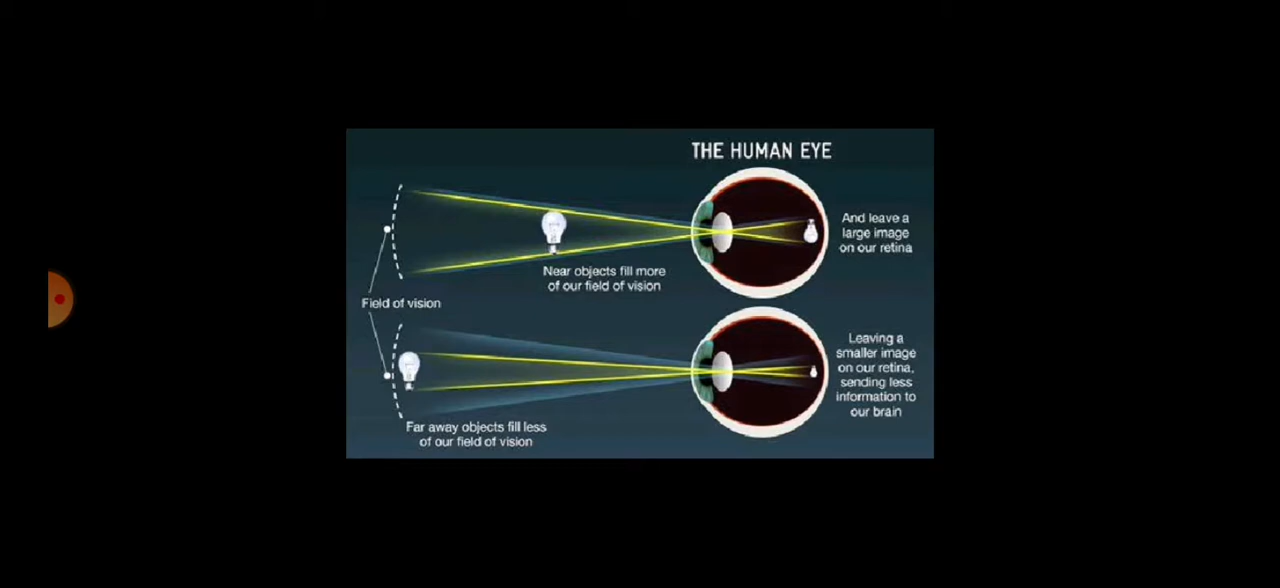 THE HUMAN EYE
And leave a
large image
on our retina
Near objects fill more
of our field of vision
Field of vision
Leaving a
smaller image
on our retina,
sending less
information to
our brain
Far away objects fill less
of our field of vision